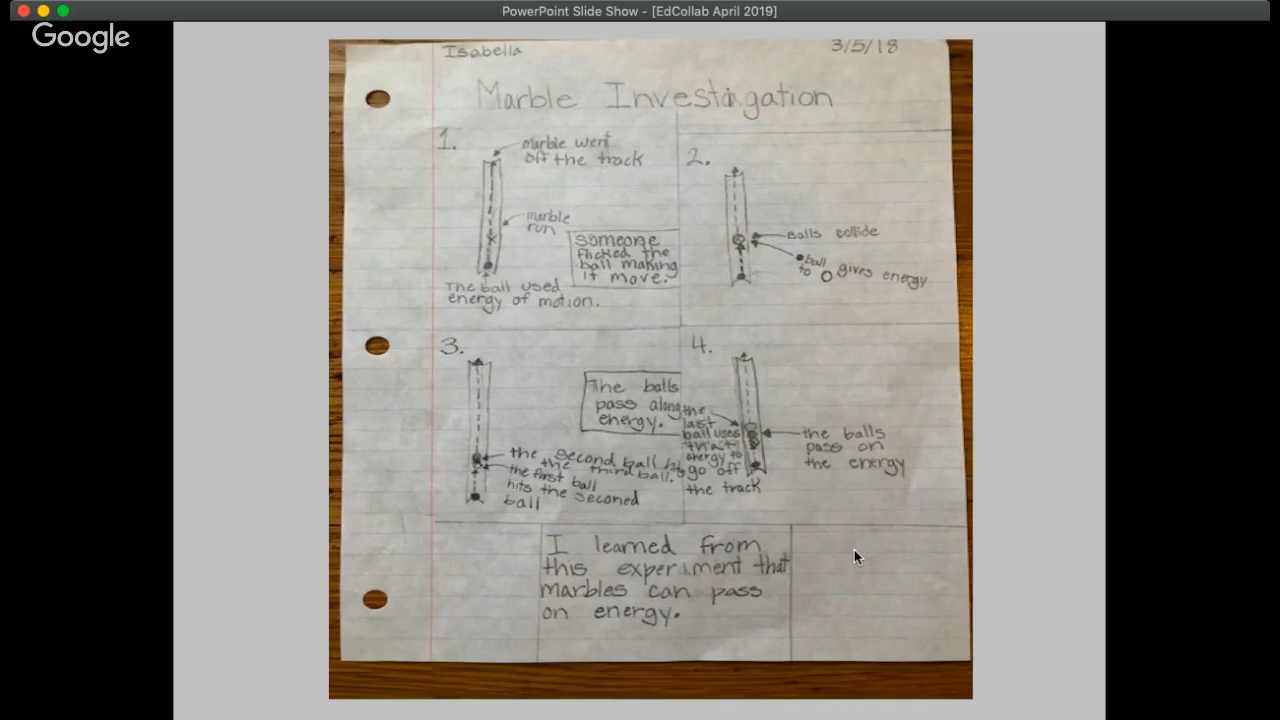 PowerPoint Slide Show - [EdCollab April 2019]
Google
Isabella
3/5/18
Marble Investigation
1.
marble went
off the track
marble
run
someone
flicked the
ball making
it move.
The ball used
energy of motion.
2.
Balls collide
ball
to gives energy
3.
The balls
pass along
energy.
the second ball hits
the third ball.
the first ball
hits the seconed
ball
4.
the
last
ball uses
energy to
go off
the track
the balls
pass on
the energy
I learned from
this experiment that
marbles can pass
on energy.